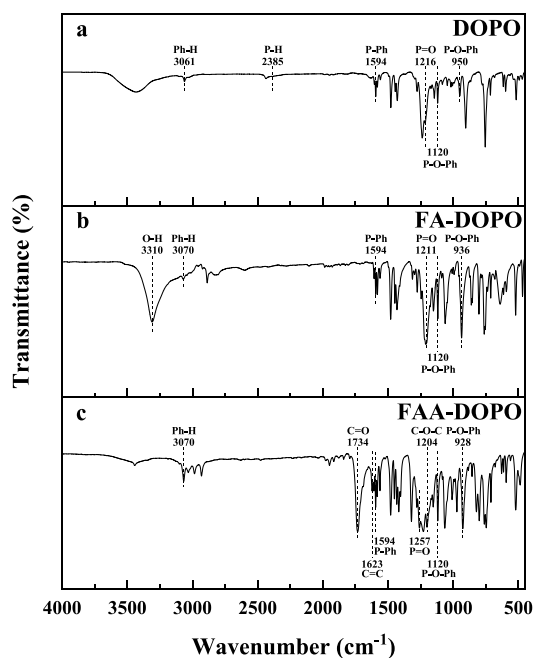 a
DOPO
Ph-H
3061
P-H
2385
P-Ph
1594
P=O
1216
P-O-Ph
950
1120
P-O-Ph
b
FA-DOPO
O-H
3310
Ph-H
3070
P-Ph
1594
P=O
1211
P-O-Ph
936
1120
P-O-Ph
c
FAA-DOPO
Ph-H
3070
C=O
1734
C-O-C
1204
P-O-Ph
928
1594
P-Ph
1623
C=C
1257
P=O
1120
P-O-Ph
4000 3500 3000 2500 2000 1500 1000 500
Wavenumber (cm-1)
Transmittance (%)